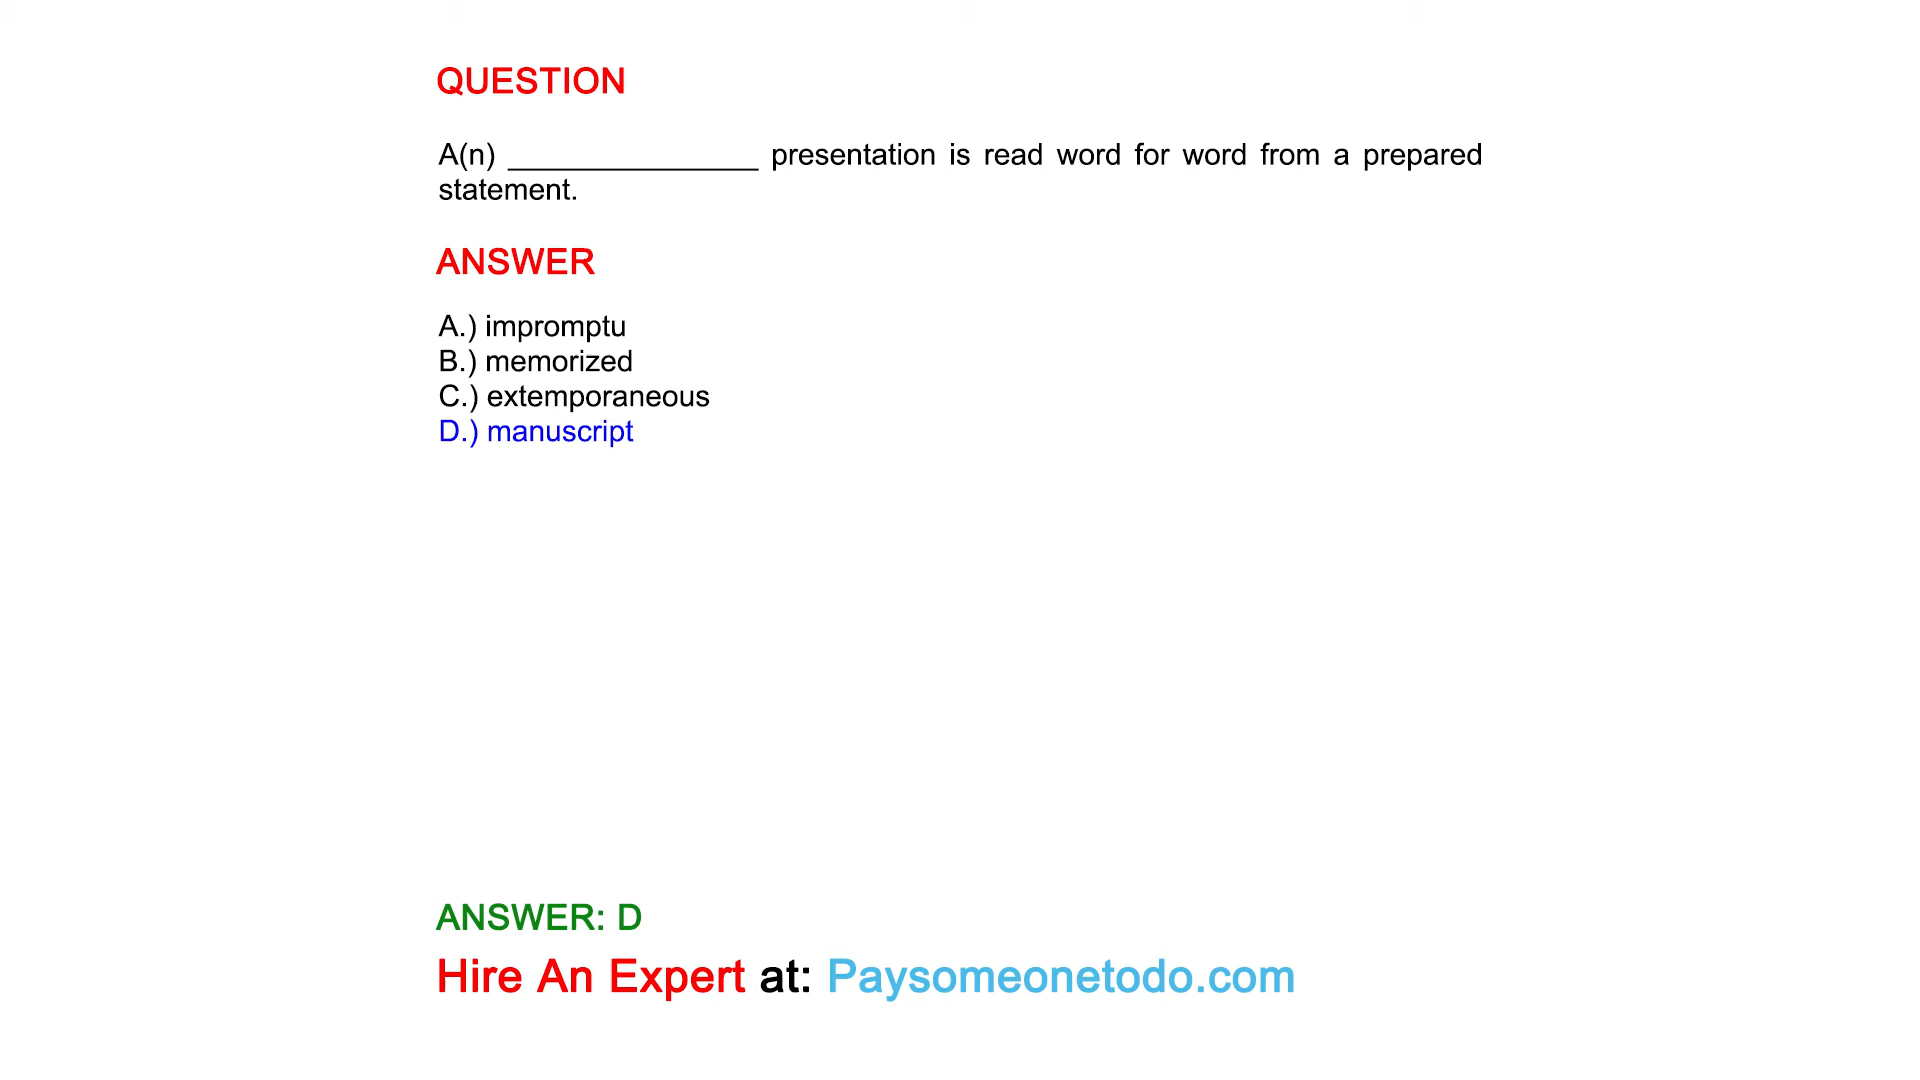 QUESTION
A(n) _______________ presentation is read word for word from a prepared
statement.
ANSWER
A.) impromptu
B.) memorized
C.) extemporaneous
D.) manuscript
ANSWER: D
Hire An Expert at: Paysomeonetodo.com